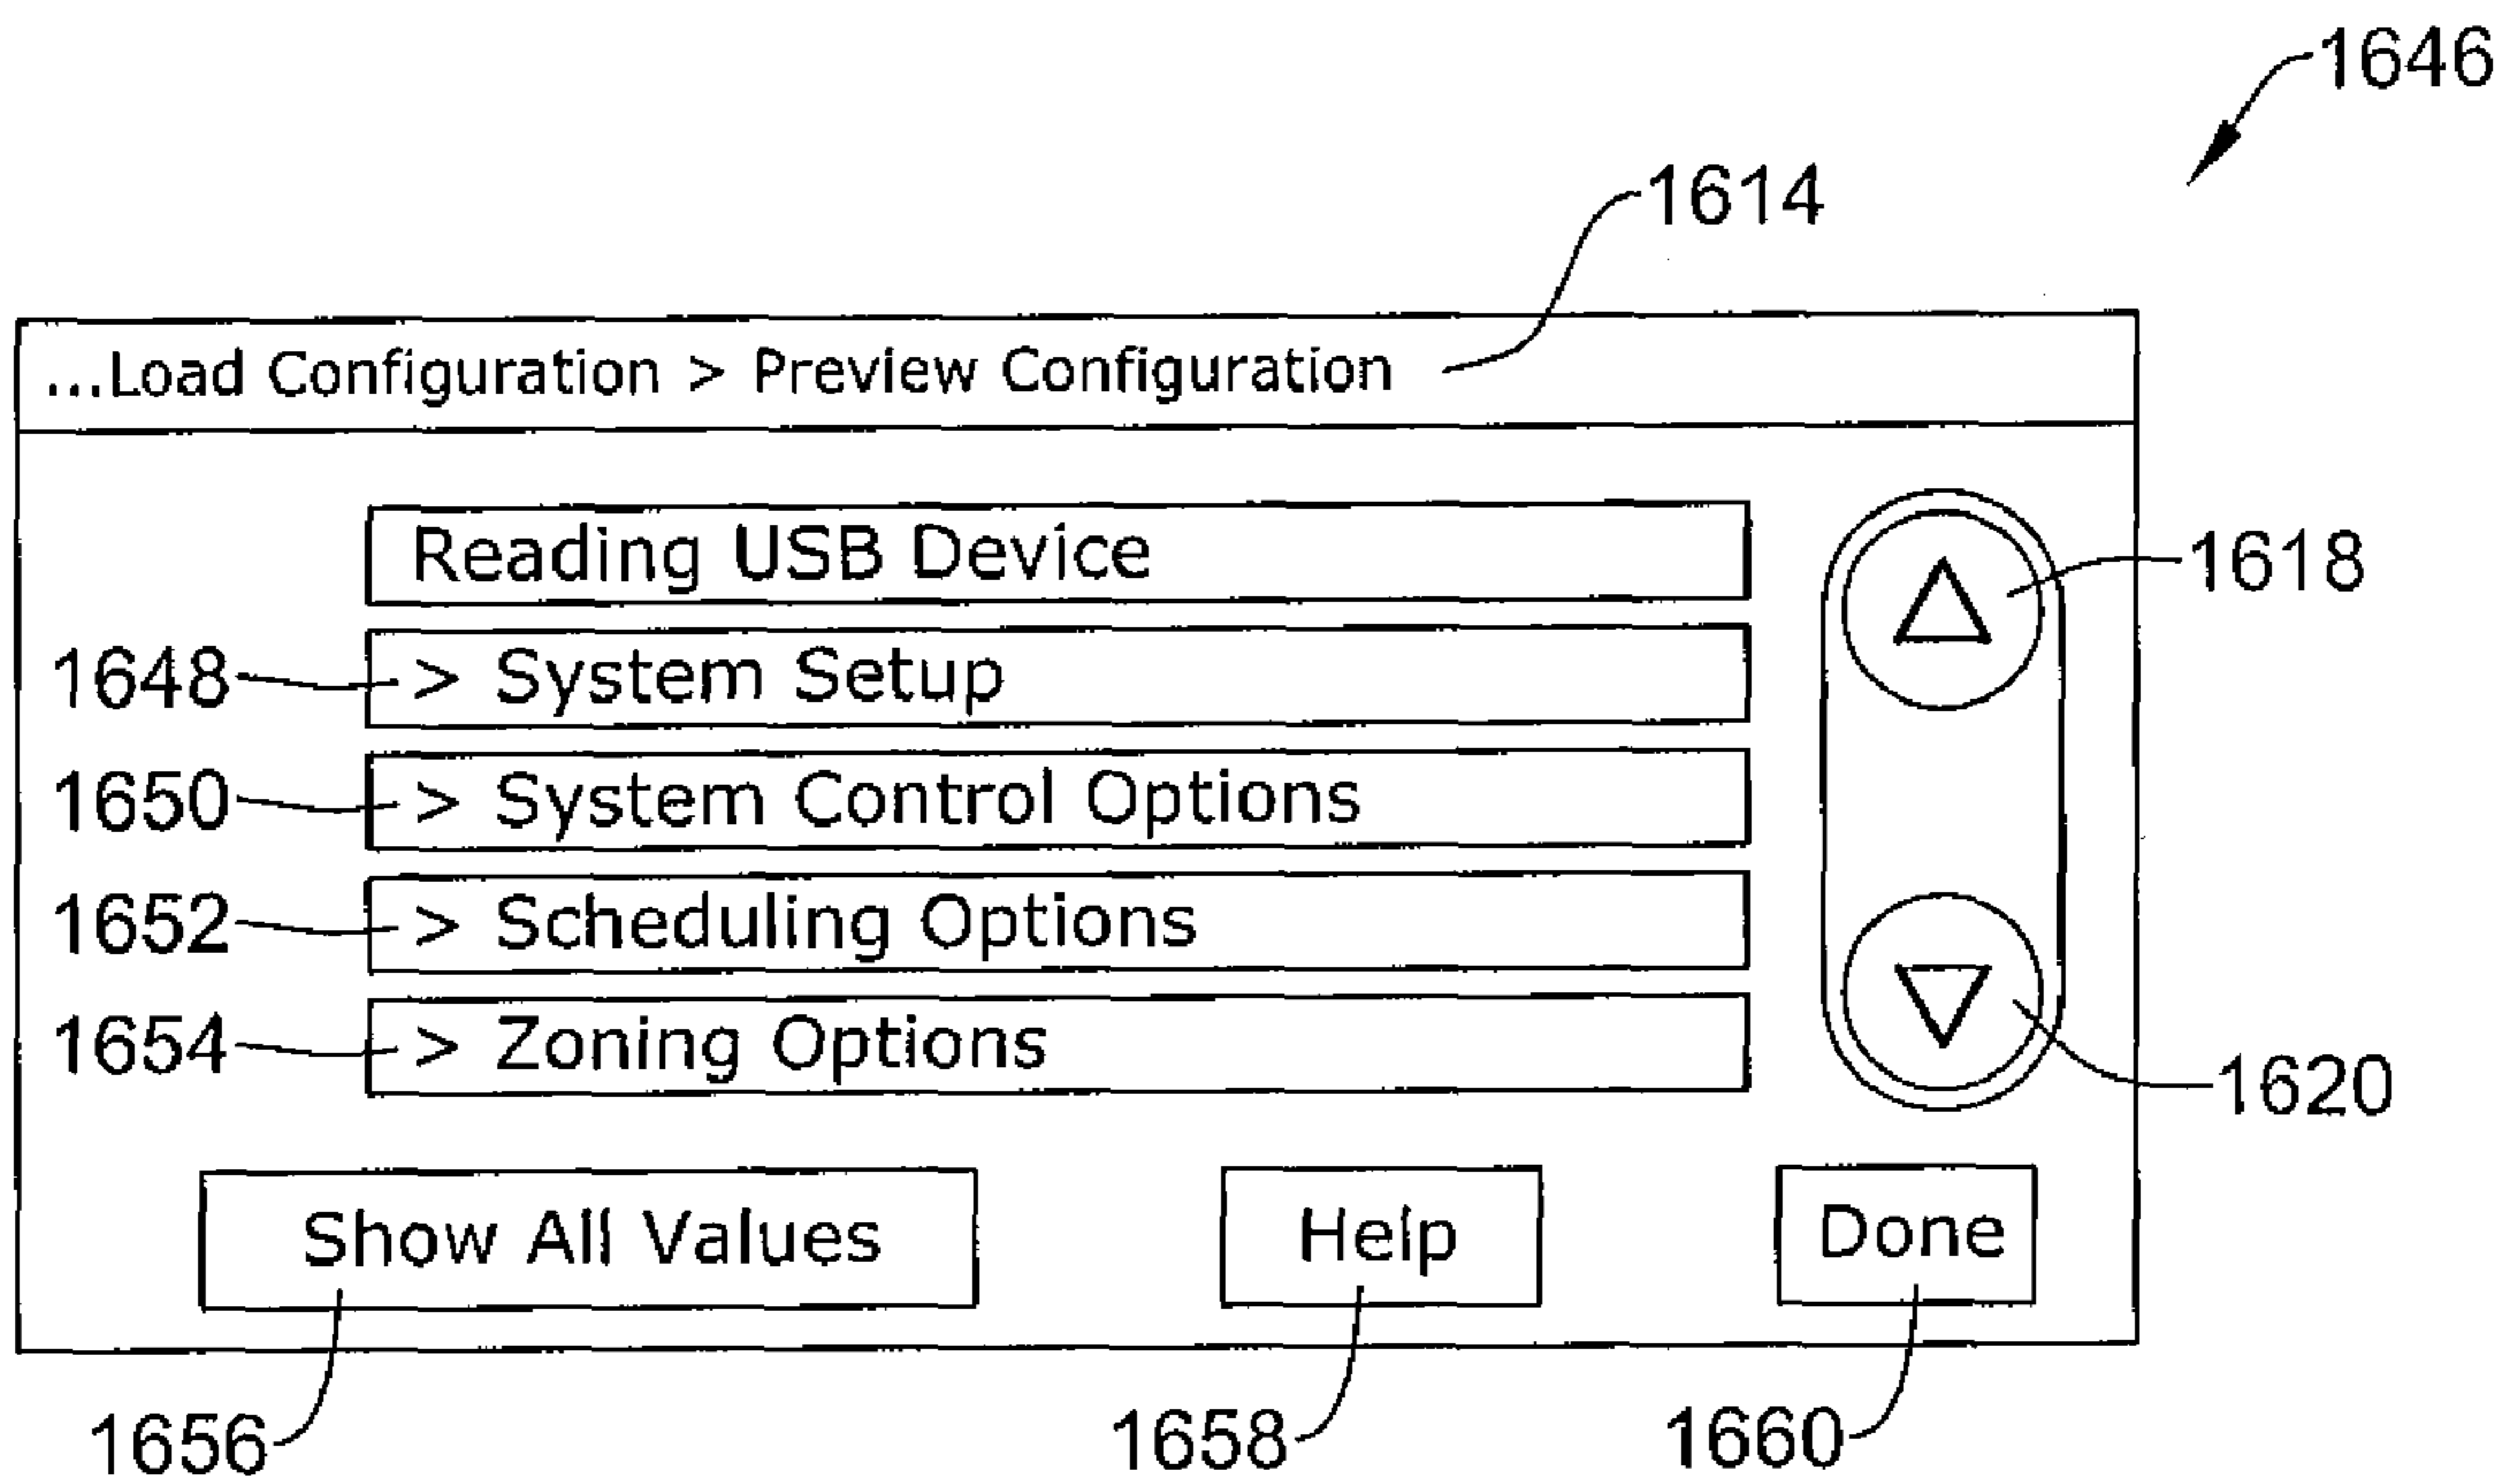 1646
1614
...Load Configuration > Preview Configuration
Reading USB Device
1618
1648 > System Setup
1650 > System Control Options
1652 > Scheduling Options
1654 > Zoning Options
1620
Show All Values Help Done
1656 1658 1660